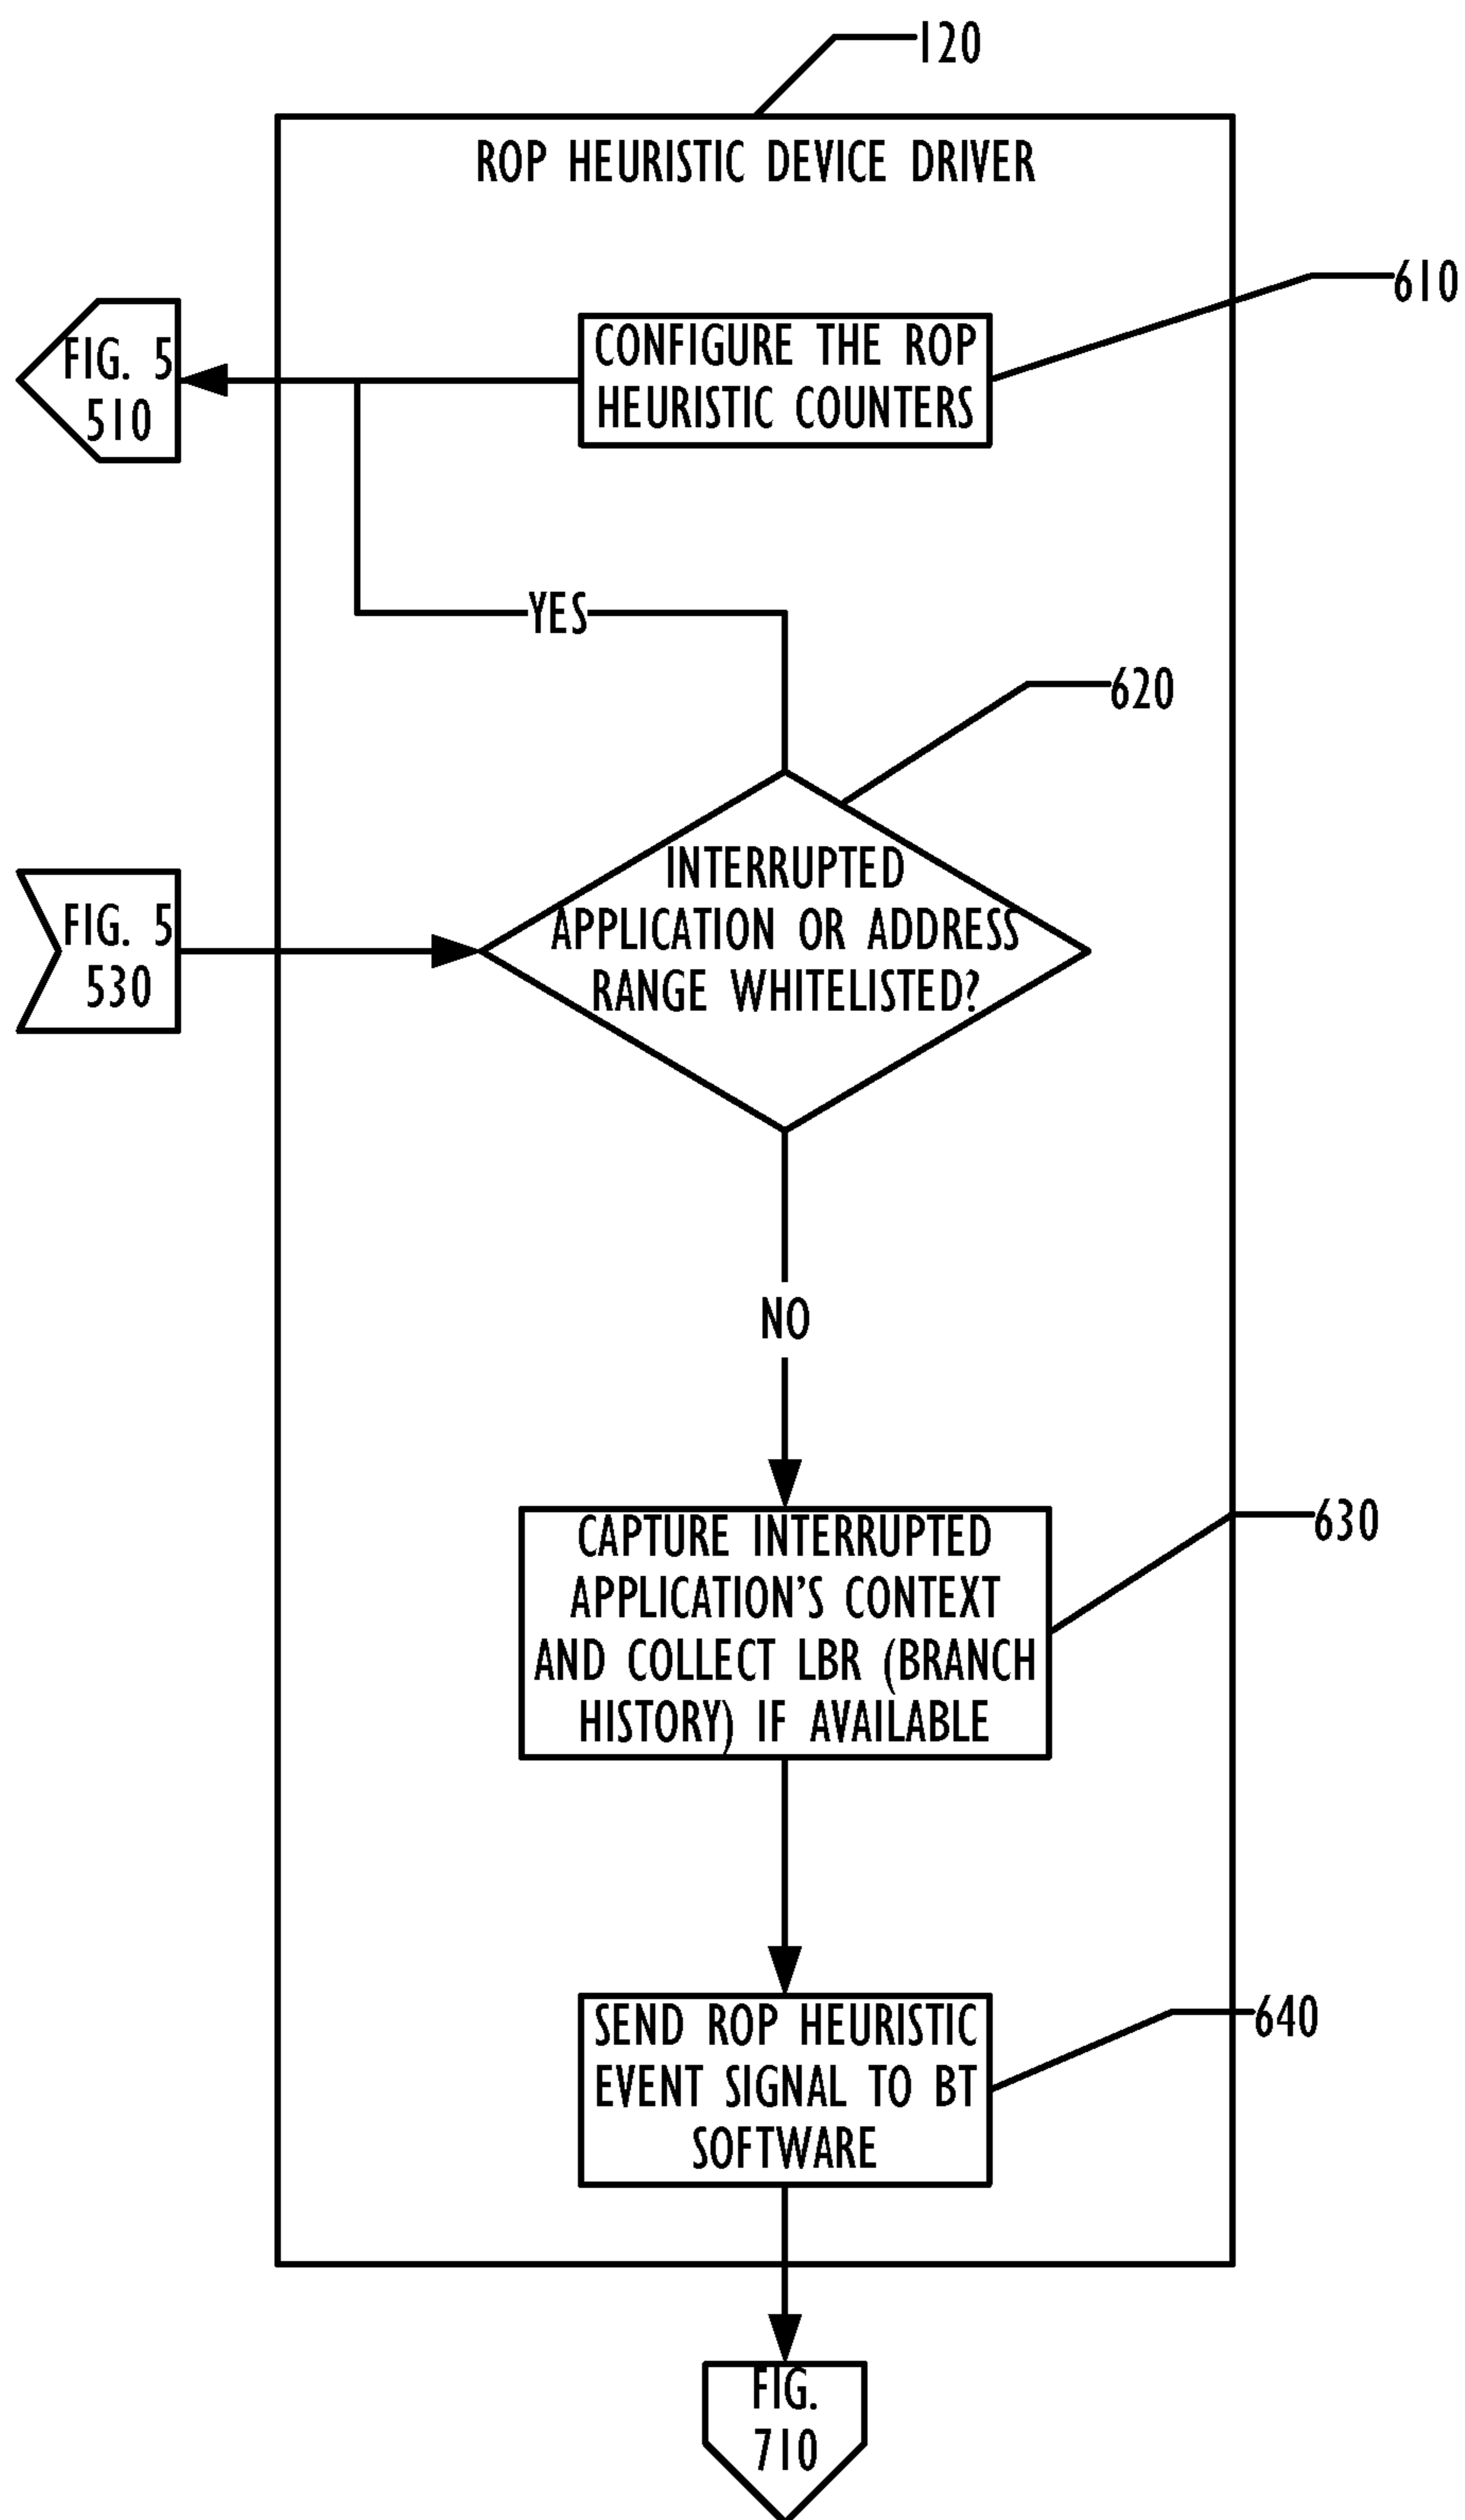 120
ROP HEURISTIC DEVICE DRIVER
610
FIG. 5
510
CONFIGURE THE ROP
HEURISTIC COUNTERS
YES
620
INTERRUPTED
APPLICATION OR ADDRESS
RANGE WHITELISTED?
FIG. 5
530
NO
630
CAPTURE INTERRUPTED
APPLICATION'S CONTEXT
AND COLLECT LBR (BRANCH
HISTORY) IF AVAILABLE
640
SEND ROP HEURISTIC
EVENT SIGNAL TO BT
SOFTWARE
FIG.
710